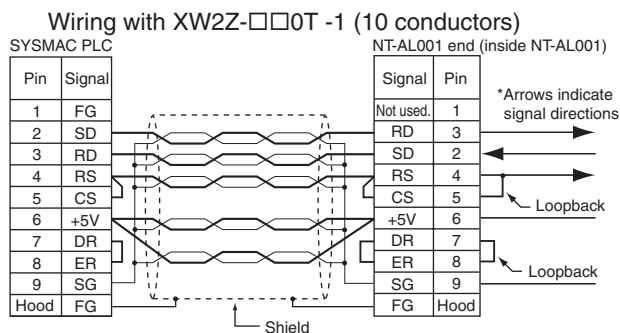 Wiring with XW2Z-□□0T -1 (10 conductors)
SYSMAC PLC
NT-AL001 end (inside NT-AL001)
Pin Signal
Signal Pin
*Arrows indicate
signal directions
1 FG
Not used. 1
2 SD
RD 3
3 RD
SD 2
4 RS
RS 4
5 CS
CS 5
Loopback
6 +5V
+5V 6
7 DR
DR 7
8 ER
ER 8
Loopback
9 SG
SG 9
Hood FG
FG Hood
Shield